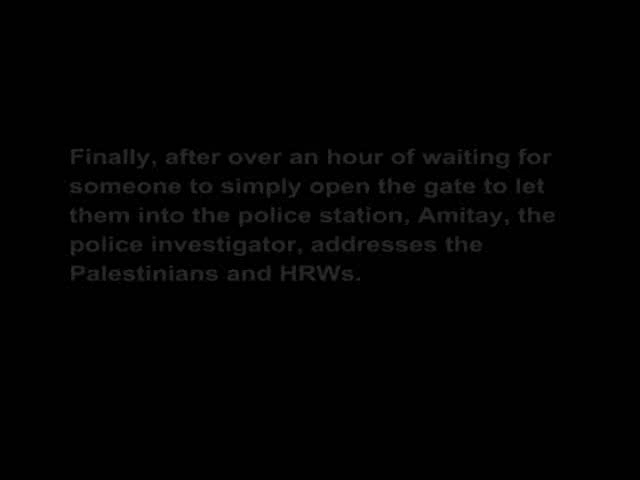 Finally, after over an hour of waiting for
someone to simply open the gate to let
them into the police station, Amitay, the
police investigator, addresses the
Palestinians and HRWs.